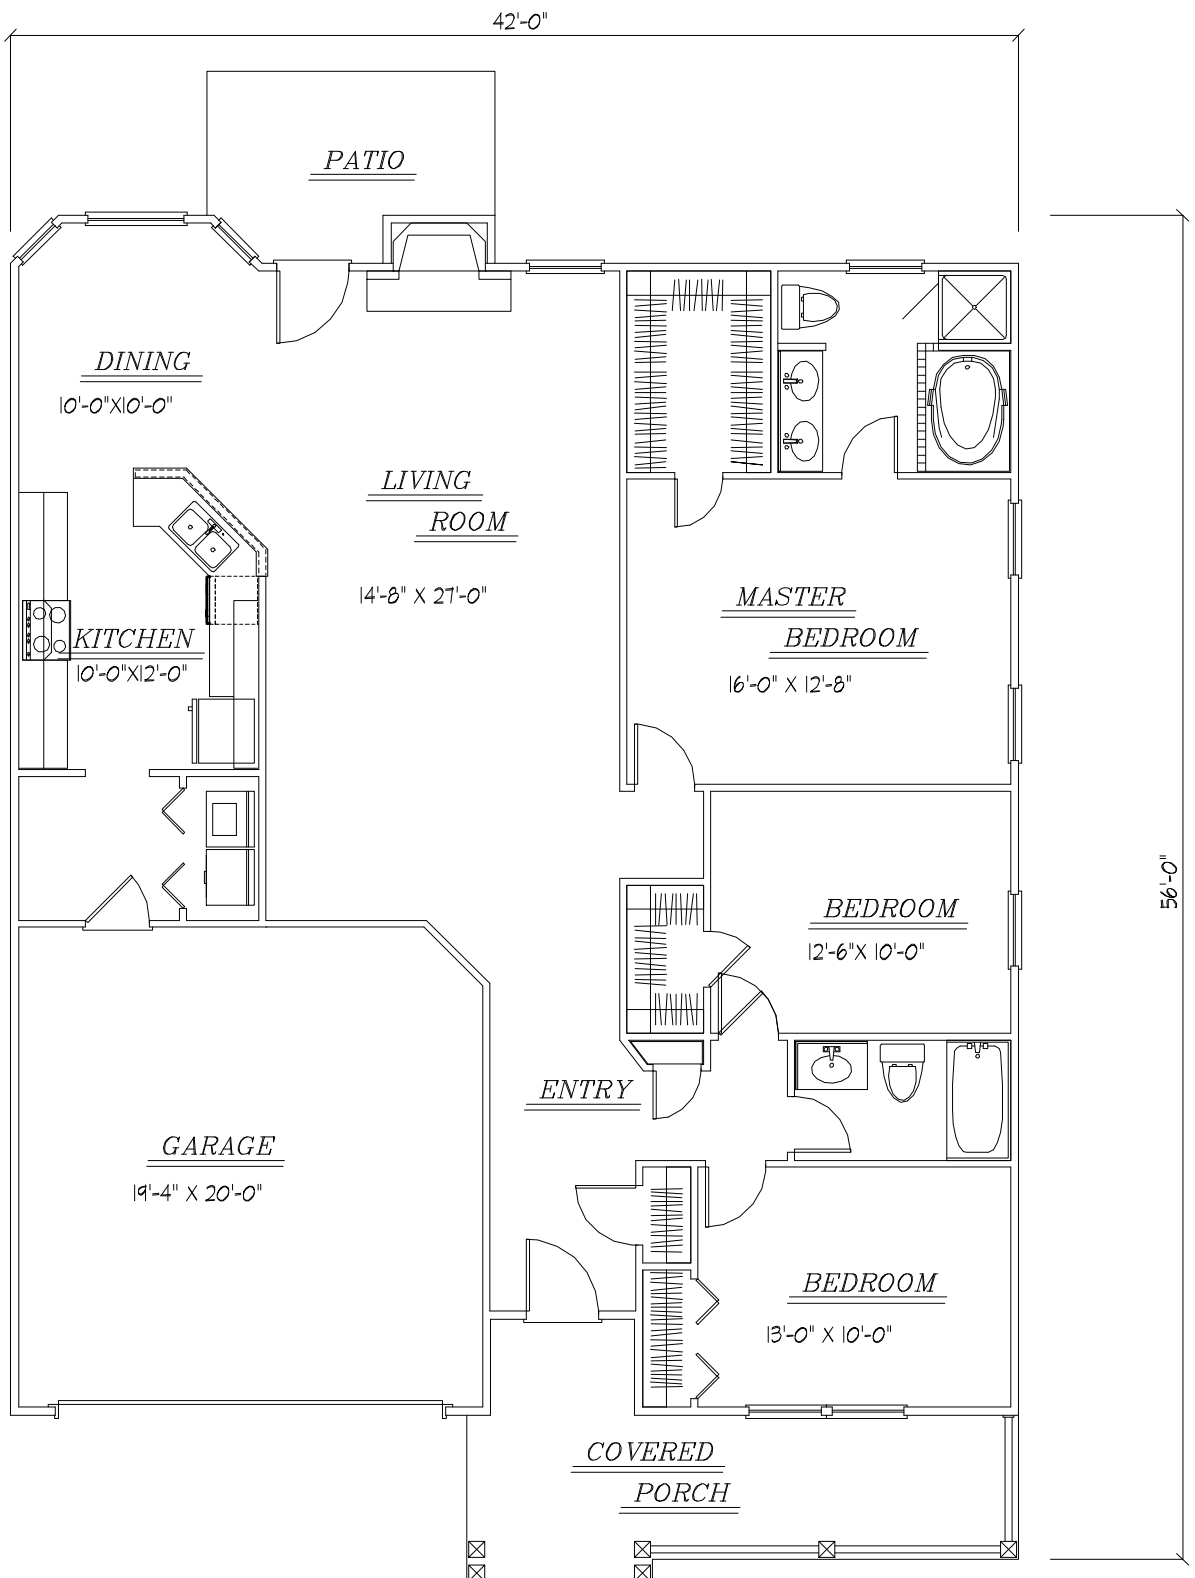 42'-0"
PATIO
DINING
10'-0"X10'-0"
LIVING
ROOM
14'-8" X 27'-0"
KITCHEN
10'-0"X12'-0"
MASTER
BEDROOM
16'-0" X 12'-8"
56'-0"
BEDROOM
12'-6"X 10'-0"
ENTRY
GARAGE
19'-4" X 20'-0"
BEDROOM
13'-0" X 10'-0"
COVERED
PORCH